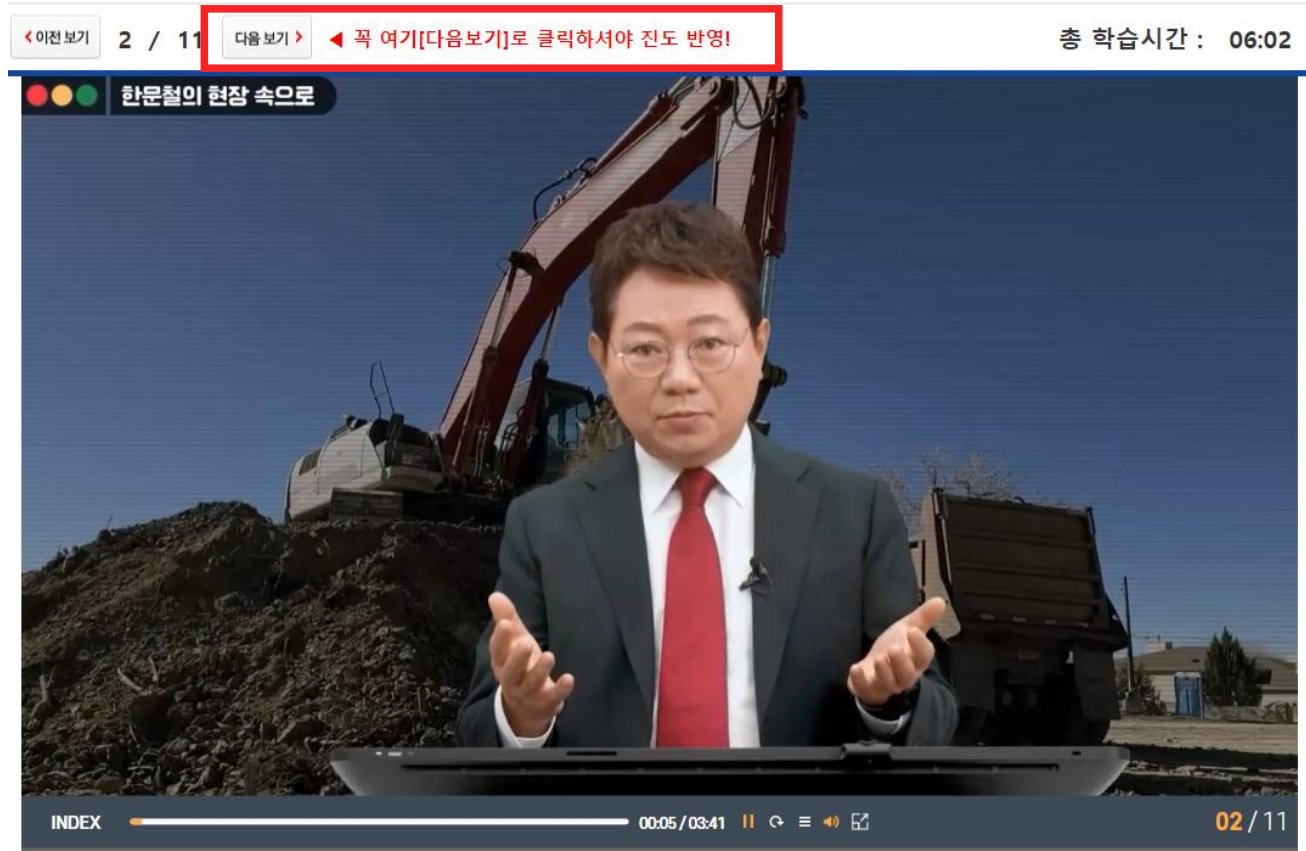 이전 보기 2 / 11 다음 보기 ◀ 꼭 여기[다음보기]로 클릭하셔야 진도 반영! 총 학습시간 : 06:02
한문철의 현장 속으로
INDEX 00:05 / 03:41 02 / 11